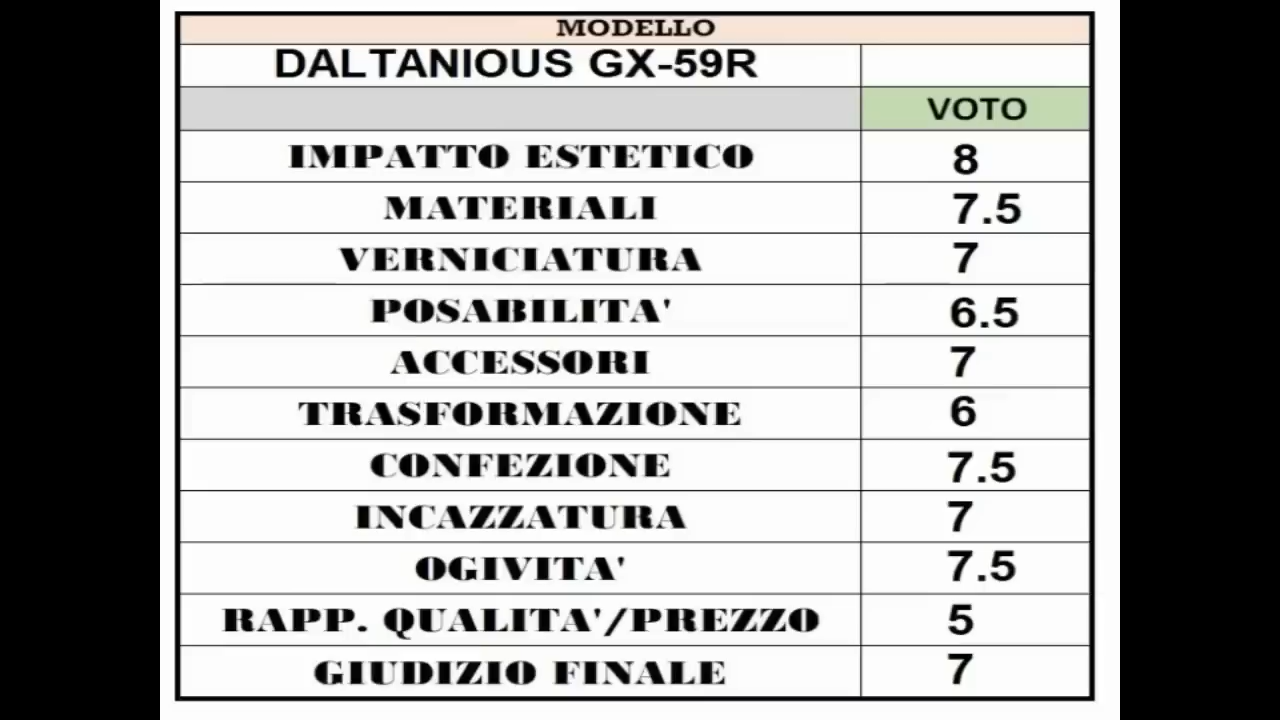 MODELLO
DALTANIOUS GX-59R
VOTO
IMPATTO ESTETICO 8
MATERIALI 7.5
VERNICIATURA 7
POSABILITA' 6.5
ACCESSORI 7
TRASFORMAZIONE 6
CONFEZIONE 7.5
INCAZZATURA 7
OGIVITA' 7.5
RAPP. QUALITA'/PREZZO 5
GIUDIZIO FINALE 7